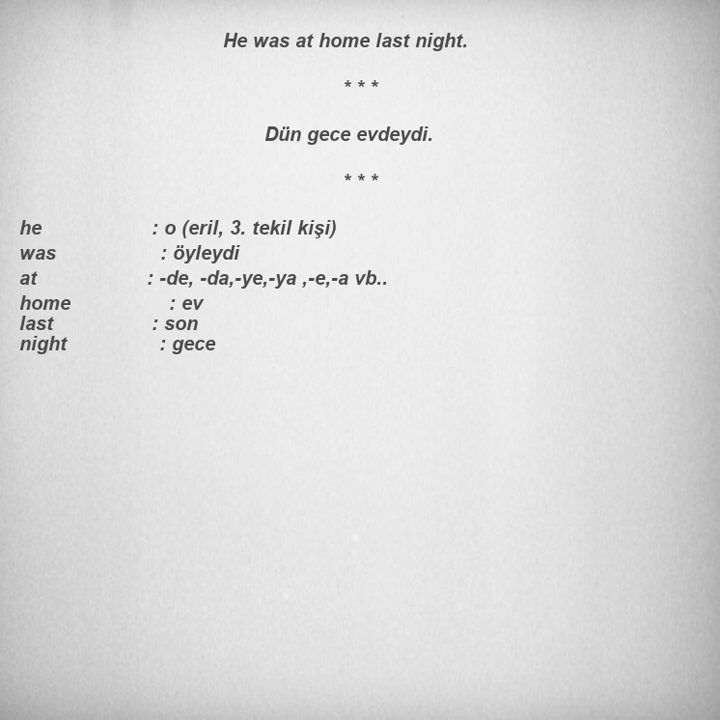 He was at home last night.
* * *
Dün gece evdeydi.
* * *
he : o (eril, 3. tekil kişi)
was : öyleydi
at : -de, -da,-ye,-ya ,-e,-a vb..
home : ev
last : son
night : gece